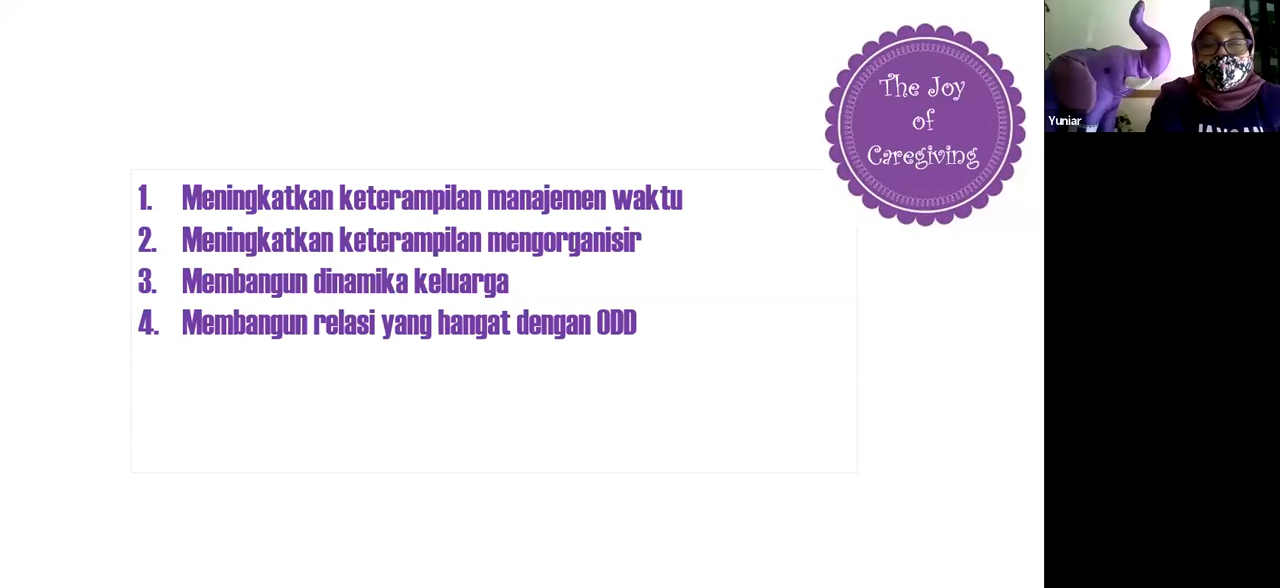 The Joy
of
Caregiving
1. Meningkatkan keterampilan manajemen waktu
2. Meningkatkan keterampilan mengorganisir
3. Membangun dinamika keluarga
4. Membangun relasi yang hangat dengan ODD
Yuniar
JANGAN